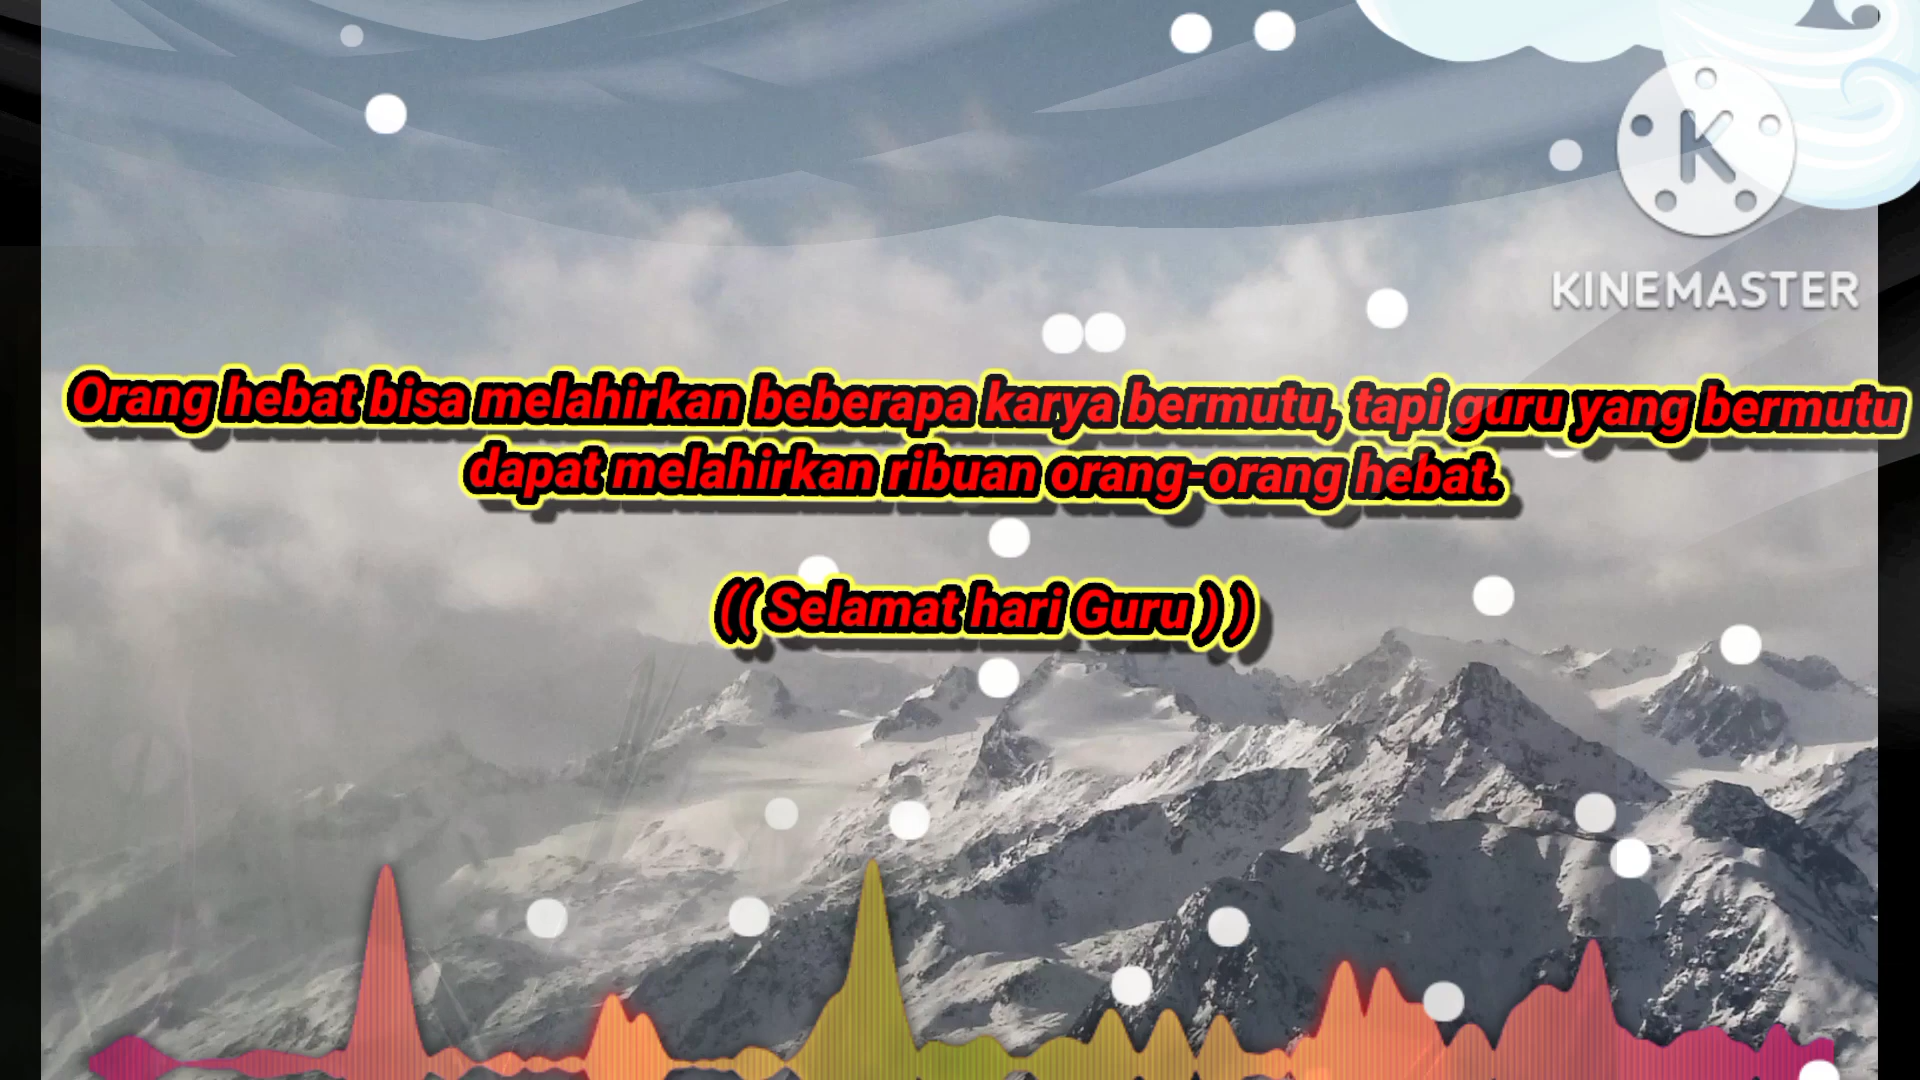 K
KINEMASTER
Orang hebat bisa melahirkan beberapa karya bermutu, tapi guru yang bermutu
dapat melahirkan ribuan orang-orang hebat.
(( Selamat hari Guru ) )